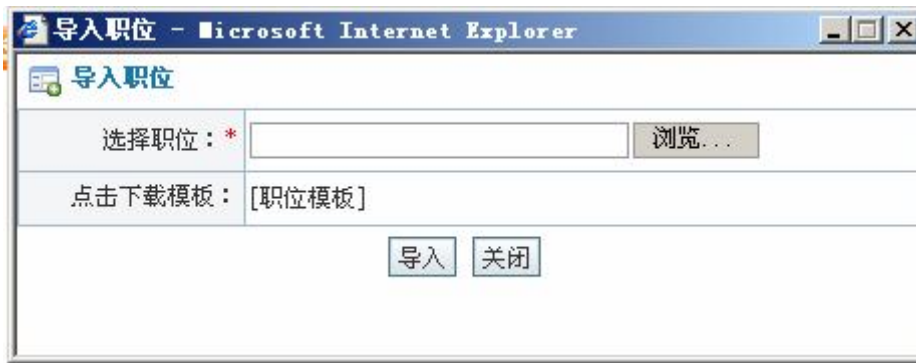 导入职位 - Microsoft Internet Explorer
导入职位
选择职位：* 浏览...
点击下载模板： [职位模板]
导入 关闭